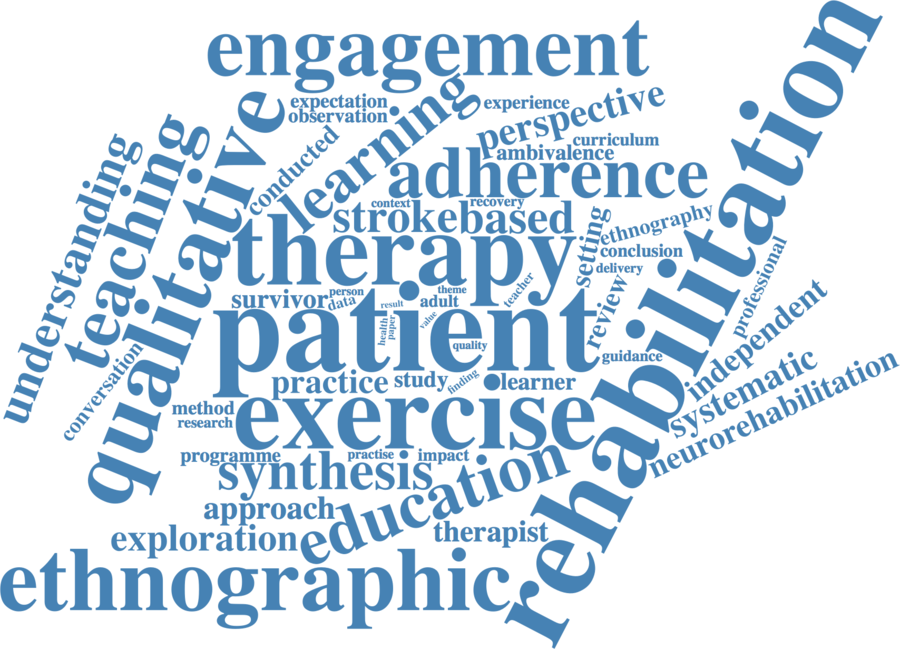 engagement
expectation
observation
experience
learning
perspective
curriculum
ambivalence
understanding
teaching
qualitative
conducted
adherence
context
recovery
stroke
based
setting
ethnography
therapy
conclusion
delivery
rehabilitation
professional
survivor
person
data
result
theme
adult
teacher
patient
health
paper
value
quality
review
guidance
independent
conversation
practice
study
finding
learner
systematic
neurorehabilitation
method
research
exercise
programme
practise
impact
synthesis
education
approach
exploration
therapist
ethnographic